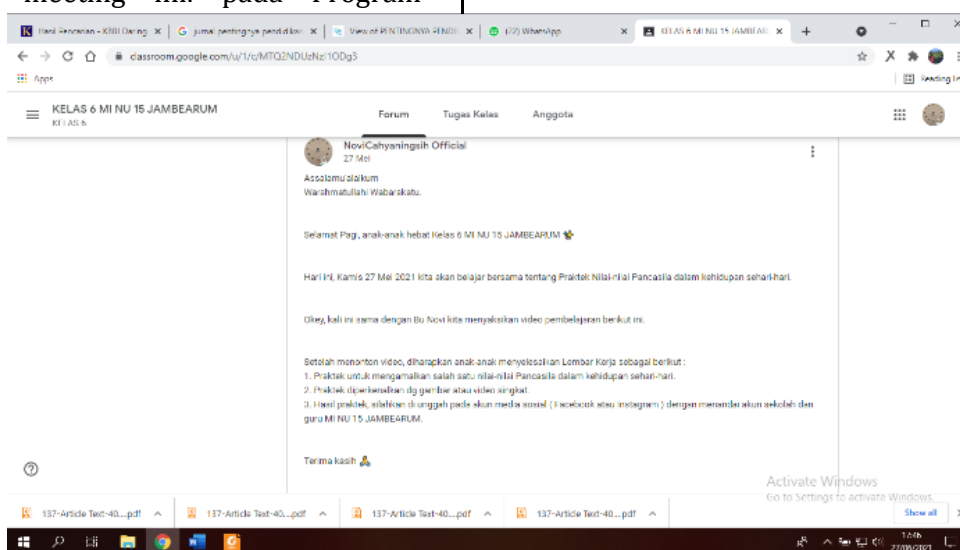 meeting ini. pada Program
Hasil Pencarian - KBBI Daring
jurnal pentingnya pendidikan
View of PENTINGNYA PENDI
(22) WhatsApp
KELAS 6 MI NU 15 JAMBEAR
classroom.google.com/u/1/c/MTQ2NDUzNzI1ODg3
Apps
Reading
KELAS 6 MI NU 15 JAMBEARUM
KELAS 6
Forum Tugas Kelas Anggota
NoviCahyaningsih Official
27 Mei
Assalamu'alaikum
Warahmatullahi Wabarakatu.
Selamat Pagi, anak-anak hebat Kelas 6 MI NU 15 JAMBEARUM
Hari ini, Kamis 27 Mei 2021 kita akan belajar bersama tentang Praktek Nilai-nilai Pancasila dalam kehidupan sehari-hari.
Okey, kali ini sama dengan Bu Novi kita menyaksikan video pembelajaran berikut ini.
Setelah menonton video, diharapkan anak-anak menyelesaikan Lembar Kerja sebagai berikut :
1. Praktek untuk mengamalkan salah satu nilai-nilai Pancasila dalam kehidupan sehari-hari.
2. Praktek diperkenalkan dg gambar atau video singkat.
3. Hasil praktek, silahkan di unggah pada akun media sosial ( Facebook atau Instagram ) dengan menandai akun sekolah dan
guru MI NU 15 JAMBEARUM.
Terima kasih
Activate Windows
Go to Settings to activate Windows.
137-Article Text-40....pdf
137-Article Text-40....pdf
137-Article Text-40....pdf
137-Article Text-40....pdf
Show all